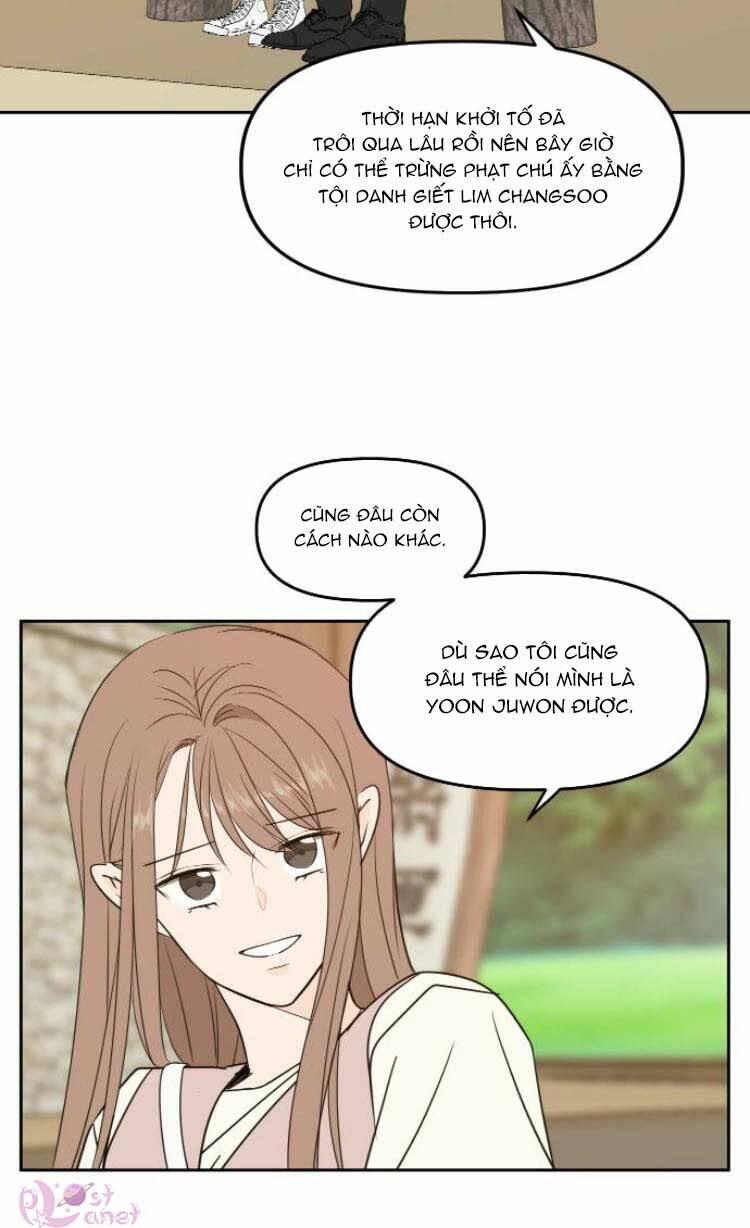 THỜI HẠN KHỞI TỐ ĐÃ
TRÔI QUA LÂU RỒI NÊN BÂY GIỜ
CHỈ CÓ THỂ TRỪNG PHẠT CHÚ ẤY BẰNG
TỘI DANH GIẾT LIM CHANGSOO
ĐƯỢC THÔI.
CŨNG ĐÂU CÒN
CÁCH NÀO KHÁC.
DÙ SAO TÔI CŨNG
ĐÂU THỂ NÓI MÌNH LÀ
YOON JUWON ĐƯỢC.
Lost
Planet